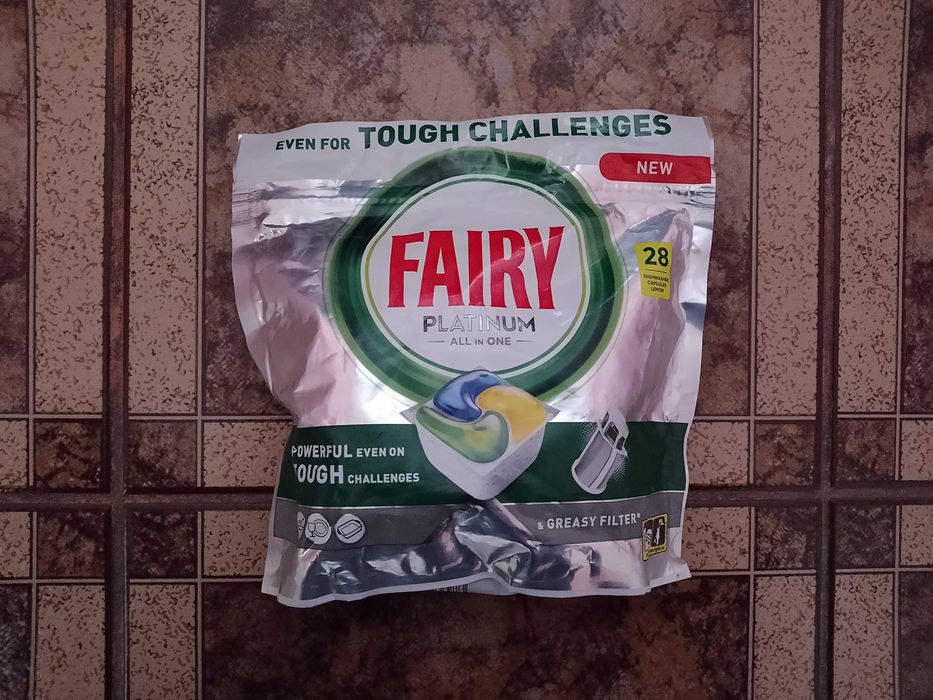 EVEN FOR TOUGH CHALLENGES
NEW
FAIRY
PLATINUM
ALL IN ONE
28
DISHWASHER
CAPSULES
LEMON
POWERFUL EVEN ON
TOUGH CHALLENGES
& GREASY FILTER*